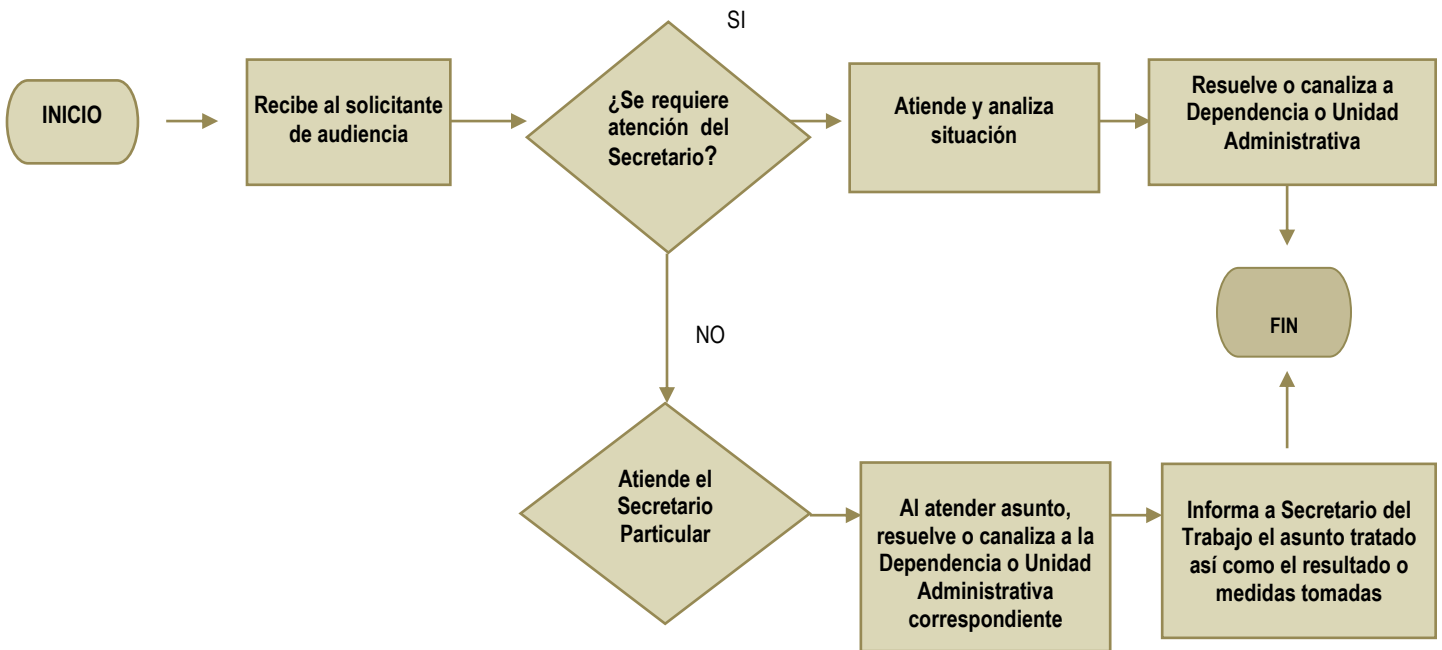 SI
INICIO
Recibe al solicitante
de audiencia
¿Se requiere
atención del
Secretario?
Atiende y analiza
situación
Resuelve o canaliza a
Dependencia o Unidad
Administrativa
FIN
NO
Atiende el
Secretario
Particular
Al atender asunto,
resuelve o canaliza a la
Dependencia o Unidad
Administrativa
correspondiente
Informa a Secretario del
Trabajo el asunto tratado
así como el resultado o
medidas tomadas